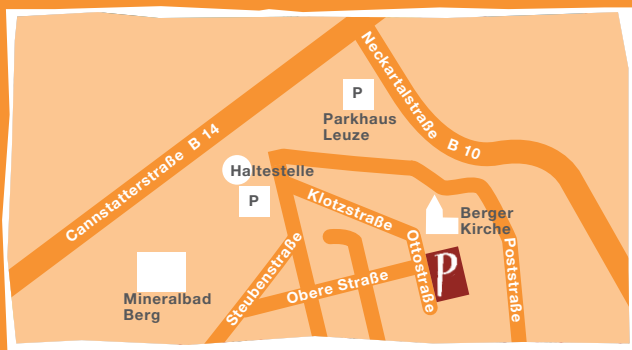 Neckartalstraße B 10
P
Parkhaus
Leuze
Cannstatterstraße B 14
Haltestelle
P
Klotzstraße
Berger
Kirche
Ottostraße
Poststraße
P
Steubenstraße
Obere Straße
Mineralbad
Berg